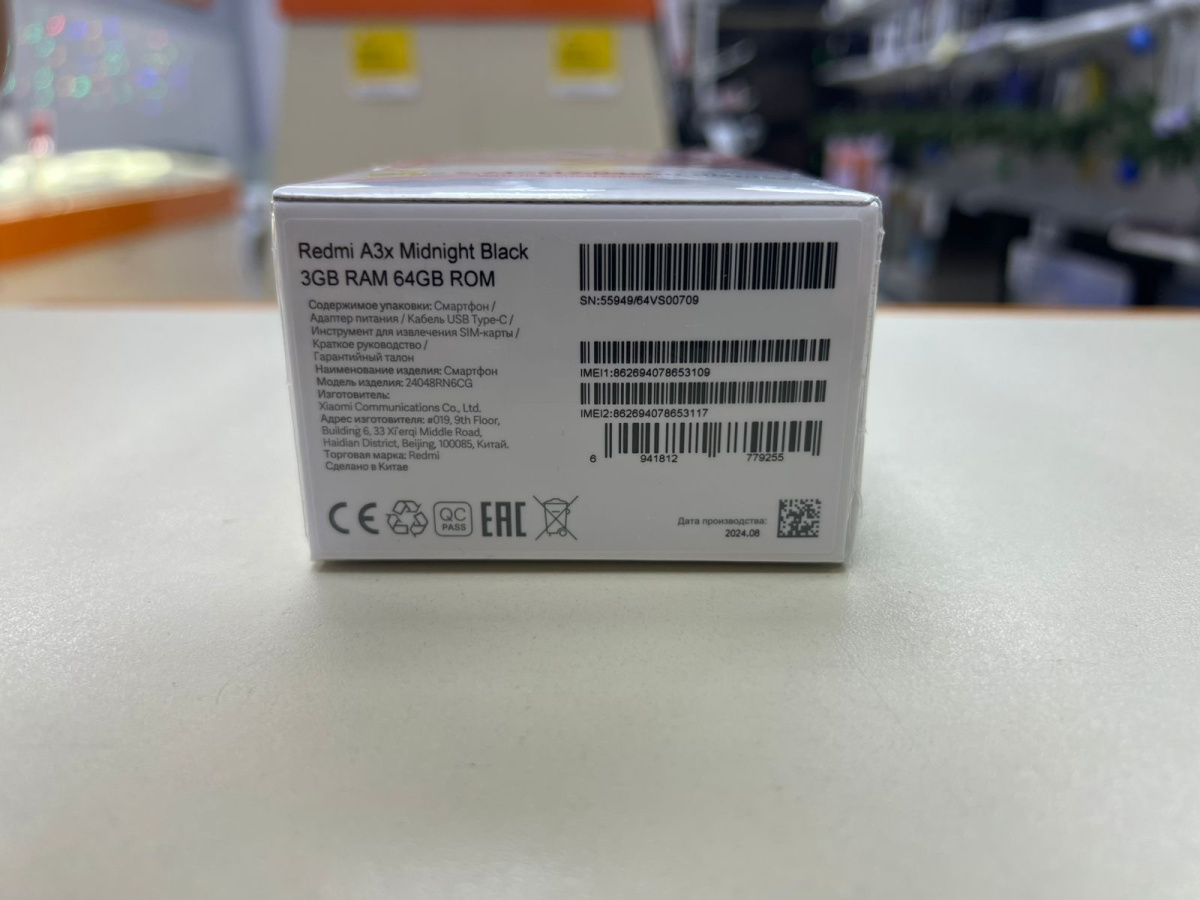 Redmi A3x Midnight Black
3GB RAM 64GB ROM
Содержимое упаковки: Смартфон /
Адаптер питания / Кабель USB Type-C /
Инструмент для извлечения SIM-карты /
Краткое руководство /
Гарантийный талон
Наименование изделия: Смартфон
Модель изделия: 24048RN6CG
Изготовитель:
Xiaomi Communications Co., Ltd.
Адрес изготовителя: #019, 9th Floor,
Building 6, 33 Xi'erqi Middle Road,
Haidian District, Beijing, 100085, Китай.
Торговая марка: Redmi
Сделано в Китае
SN:55949/64VS00709
IMEI1:862694078653109
IMEI2:862694078653117
6 941812 779255
CE QC PASS EAC
Дата производства:
2024.08